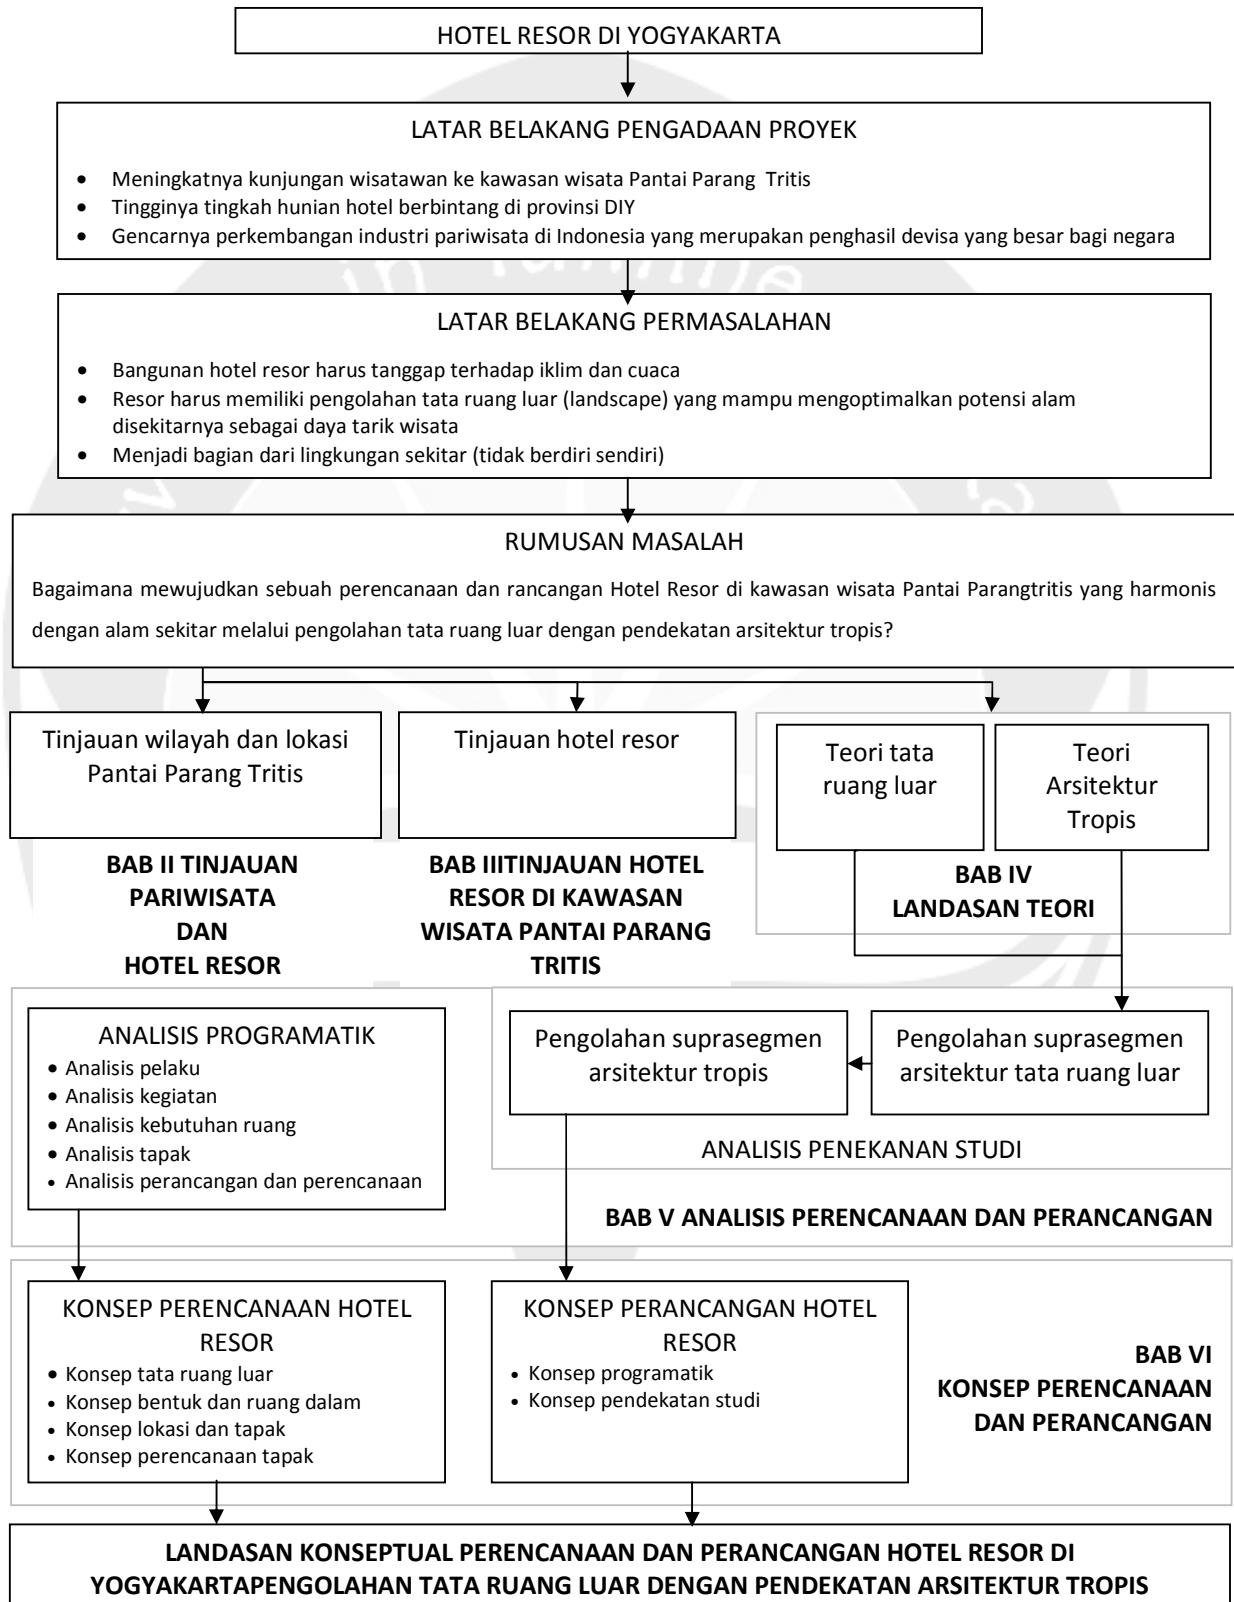 HOTEL RESOR DI YOGYAKARTA
LATAR BELAKANG PENGADAAN PROYEK
• Meningkatnya kunjungan wisatawan ke kawasan wisata Pantai Parang Tritis
• Tingginya tingkah hunian hotel berbintang di provinsi DIY
• Gencarnya perkembangan industri pariwisata di Indonesia yang merupakan penghasil devisa yang besar bagi negara
LATAR BELAKANG PERMASALAHAN
• Bangunan hotel resor harus tanggap terhadap iklim dan cuaca
• Resor harus memiliki pengolahan tata ruang luar (landscape) yang mampu mengoptimalkan potensi alam
disekitarnya sebagai daya tarik wisata
• Menjadi bagian dari lingkungan sekitar (tidak berdiri sendiri)
RUMUSAN MASALAH
Bagaimana mewujudkan sebuah perencanaan dan rancangan Hotel Resor di kawasan wisata Pantai Parangtritis yang harmonis
dengan alam sekitar melalui pengolahan tata ruang luar dengan pendekatan arsitektur tropis?
Tinjauan wilayah dan lokasi
Pantai Parang Tritis
Tinjauan hotel resor
Teori tata
ruang luar
Teori
Arsitektur
Tropis
BAB II TINJAUAN
PARIWISATA
DAN
HOTEL RESOR
BAB IIITINJAUAN HOTEL
RESOR DI KAWASAN
WISATA PANTAI PARANG
TRITIS
BAB IV
LANDASAN TEORI
ANALISIS PROGRAMATIK
• Analisis pelaku
• Analisis kegiatan
• Analisis kebutuhan ruang
• Analisis tapak
• Analisis perancangan dan perencanaan
Pengolahan suprasegmen
arsitektur tropis
Pengolahan suprasegmen
arsitektur tata ruang luar
ANALISIS PENEKANAN STUDI
BAB V ANALISIS PERENCANAAN DAN PERANCANGAN
KONSEP PERENCANAAN HOTEL
RESOR
• Konsep tata ruang luar
• Konsep bentuk dan ruang dalam
• Konsep lokasi dan tapak
• Konsep perencanaan tapak
KONSEP PERANCANGAN HOTEL
RESOR
• Konsep programatik
• Konsep pendekatan studi
BAB VI
KONSEP PERENCANAAN
DAN PERANCANGAN
LANDASAN KONSEPTUAL PERENCANAAN DAN PERANCANGAN HOTEL RESOR DI
YOGYAKARTAPENGOLAHAN TATA RUANG LUAR DENGAN PENDEKATAN ARSITEKTUR TROPIS